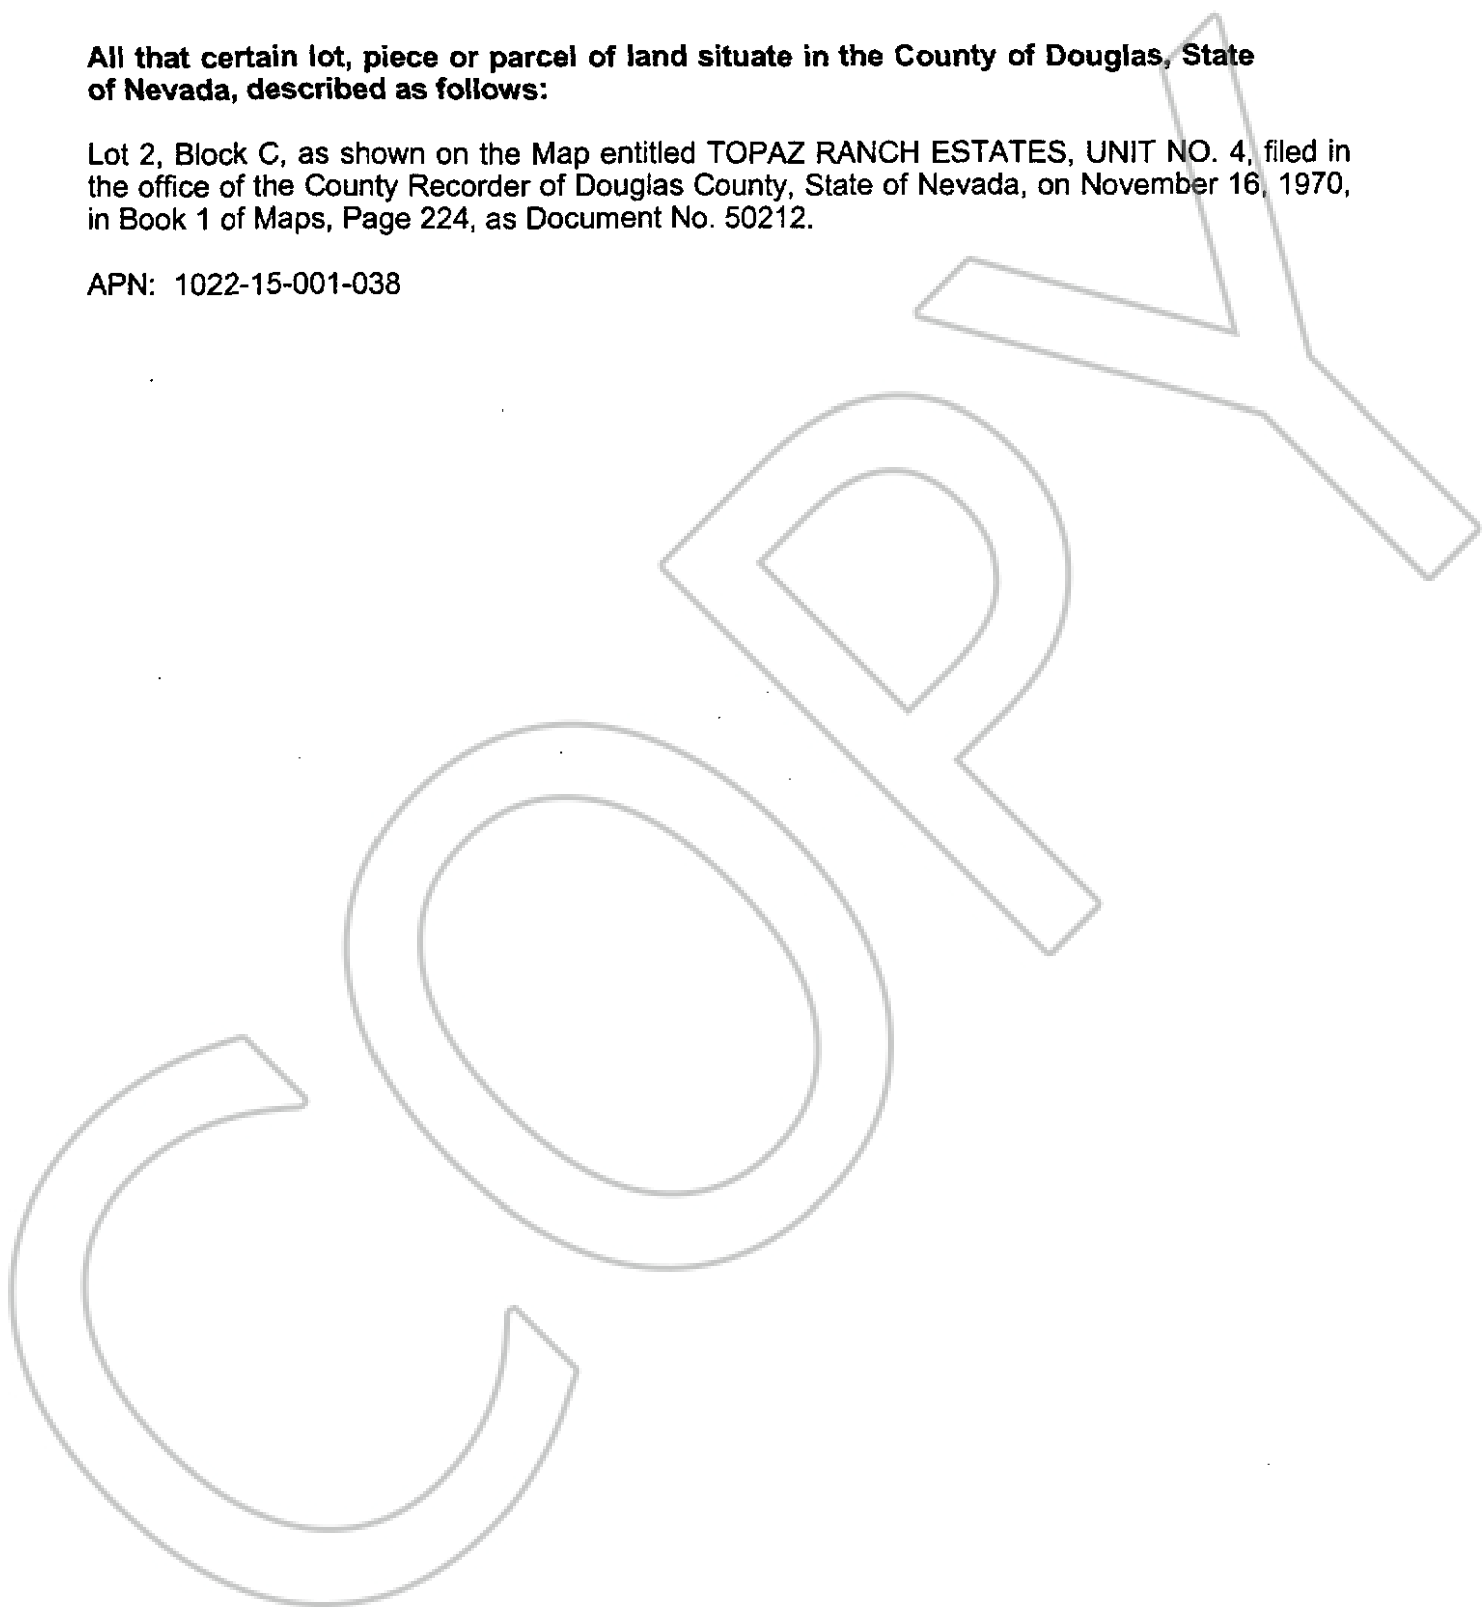 All that certain lot, piece or parcel of land situate in the County of Douglas, State
of Nevada, described as follows:
Lot 2, Block C, as shown on the Map entitled TOPAZ RANCH ESTATES, UNIT NO. 4, filed in
the office of the County Recorder of Douglas County, State of Nevada, on November 16, 1970,
in Book 1 of Maps, Page 224, as Document No. 50212.
APN: 1022-15-001-038
COPY